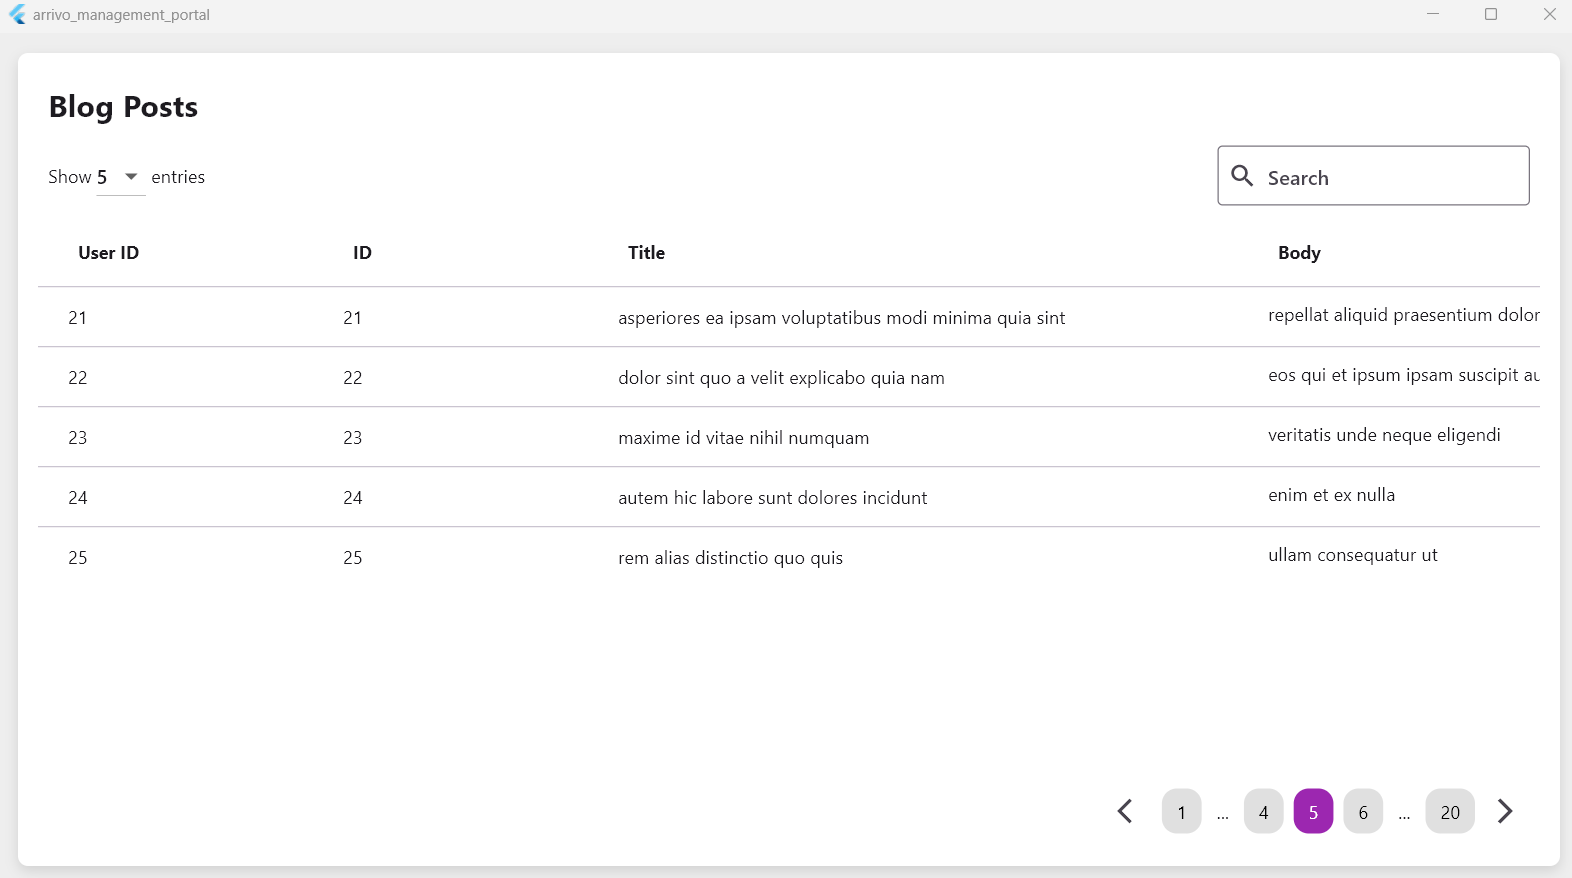 arrivo_management_portal
Blog Posts
Show 5 entries
Search
User ID ID Title Body
21 21 asperiores ea ipsam voluptatibus modi minima quia sint repellat aliquid praesentium dolor
22 22 dolor sint quo a velit explicabo quia nam eos qui et ipsum ipsam suscipit au
23 23 maxime id vitae nihil numquam veritatis unde neque eligendi
24 24 autem hic labore sunt dolores incidunt enim et ex nulla
25 25 rem alias distinctio quo quis ullam consequatur ut
1 ... 4 5 6 ... 20